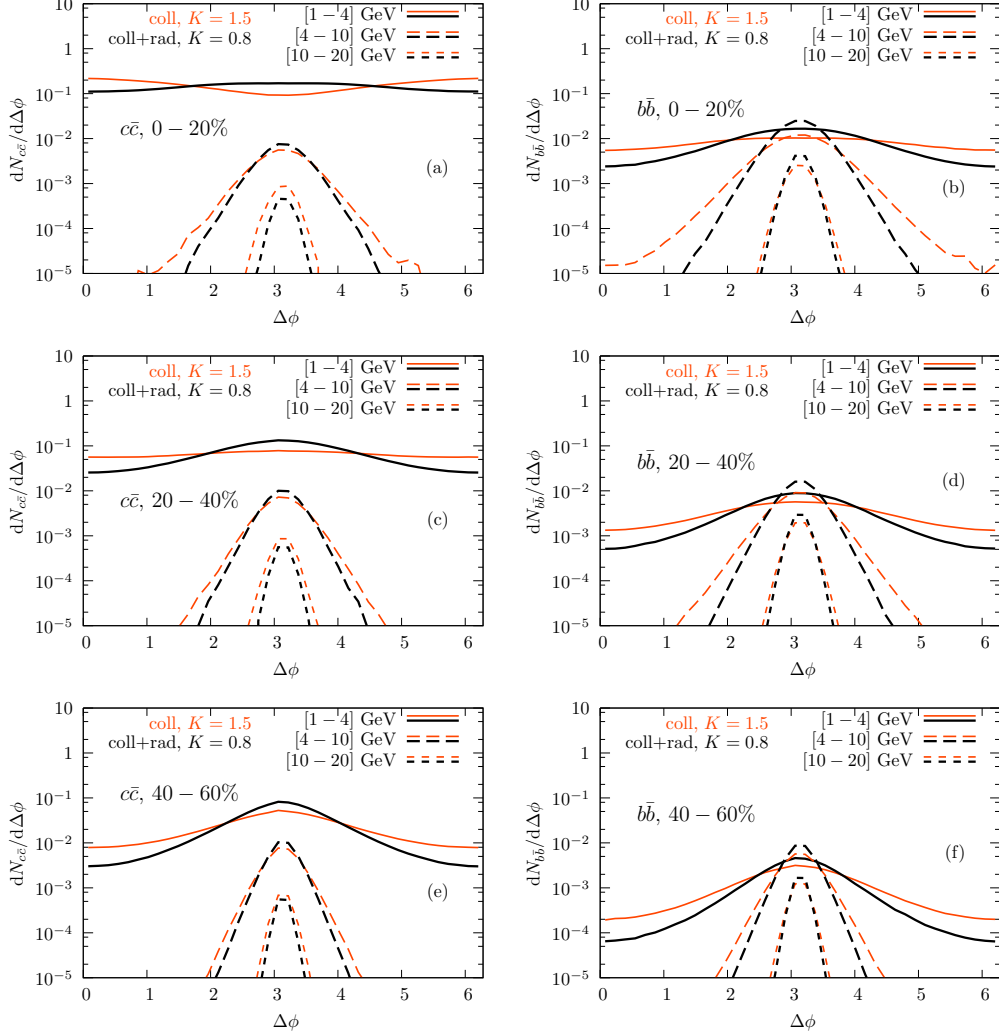 10
1
10⁻¹
10⁻²
10⁻³
10⁻⁴
10⁻⁵
dN_{cc̄}/dΔϕ
coll, K = 1.5
coll+rad, K = 0.8
[1 − 4] GeV
[4 − 10] GeV
[10 − 20] GeV
cc̄, 0 − 20%
(a)
0 1 2 3 4 5 6
Δϕ
10
1
10⁻¹
10⁻²
10⁻³
10⁻⁴
10⁻⁵
dN_{bb̄}/dΔϕ
coll, K = 1.5
coll+rad, K = 0.8
[1 − 4] GeV
[4 − 10] GeV
[10 − 20] GeV
bb̄, 0 − 20%
(b)
0 1 2 3 4 5 6
Δϕ
10
1
10⁻¹
10⁻²
10⁻³
10⁻⁴
10⁻⁵
dN_{cc̄}/dΔϕ
coll, K = 1.5
coll+rad, K = 0.8
[1 − 4] GeV
[4 − 10] GeV
[10 − 20] GeV
cc̄, 20 − 40%
(c)
0 1 2 3 4 5 6
Δϕ
10
1
10⁻¹
10⁻²
10⁻³
10⁻⁴
10⁻⁵
dN_{bb̄}/dΔϕ
coll, K = 1.5
coll+rad, K = 0.8
[1 − 4] GeV
[4 − 10] GeV
[10 − 20] GeV
bb̄, 20 − 40%
(d)
0 1 2 3 4 5 6
Δϕ
10
1
10⁻¹
10⁻²
10⁻³
10⁻⁴
10⁻⁵
dN_{cc̄}/dΔϕ
coll, K = 1.5
coll+rad, K = 0.8
[1 − 4] GeV
[4 − 10] GeV
[10 − 20] GeV
cc̄, 40 − 60%
(e)
0 1 2 3 4 5 6
Δϕ
10
1
10⁻¹
10⁻²
10⁻³
10⁻⁴
10⁻⁵
dN_{bb̄}/dΔϕ
coll, K = 1.5
coll+rad, K = 0.8
[1 − 4] GeV
[4 − 10] GeV
[10 − 20] GeV
bb̄, 40 − 60%
(f)
0 1 2 3 4 5 6
Δϕ